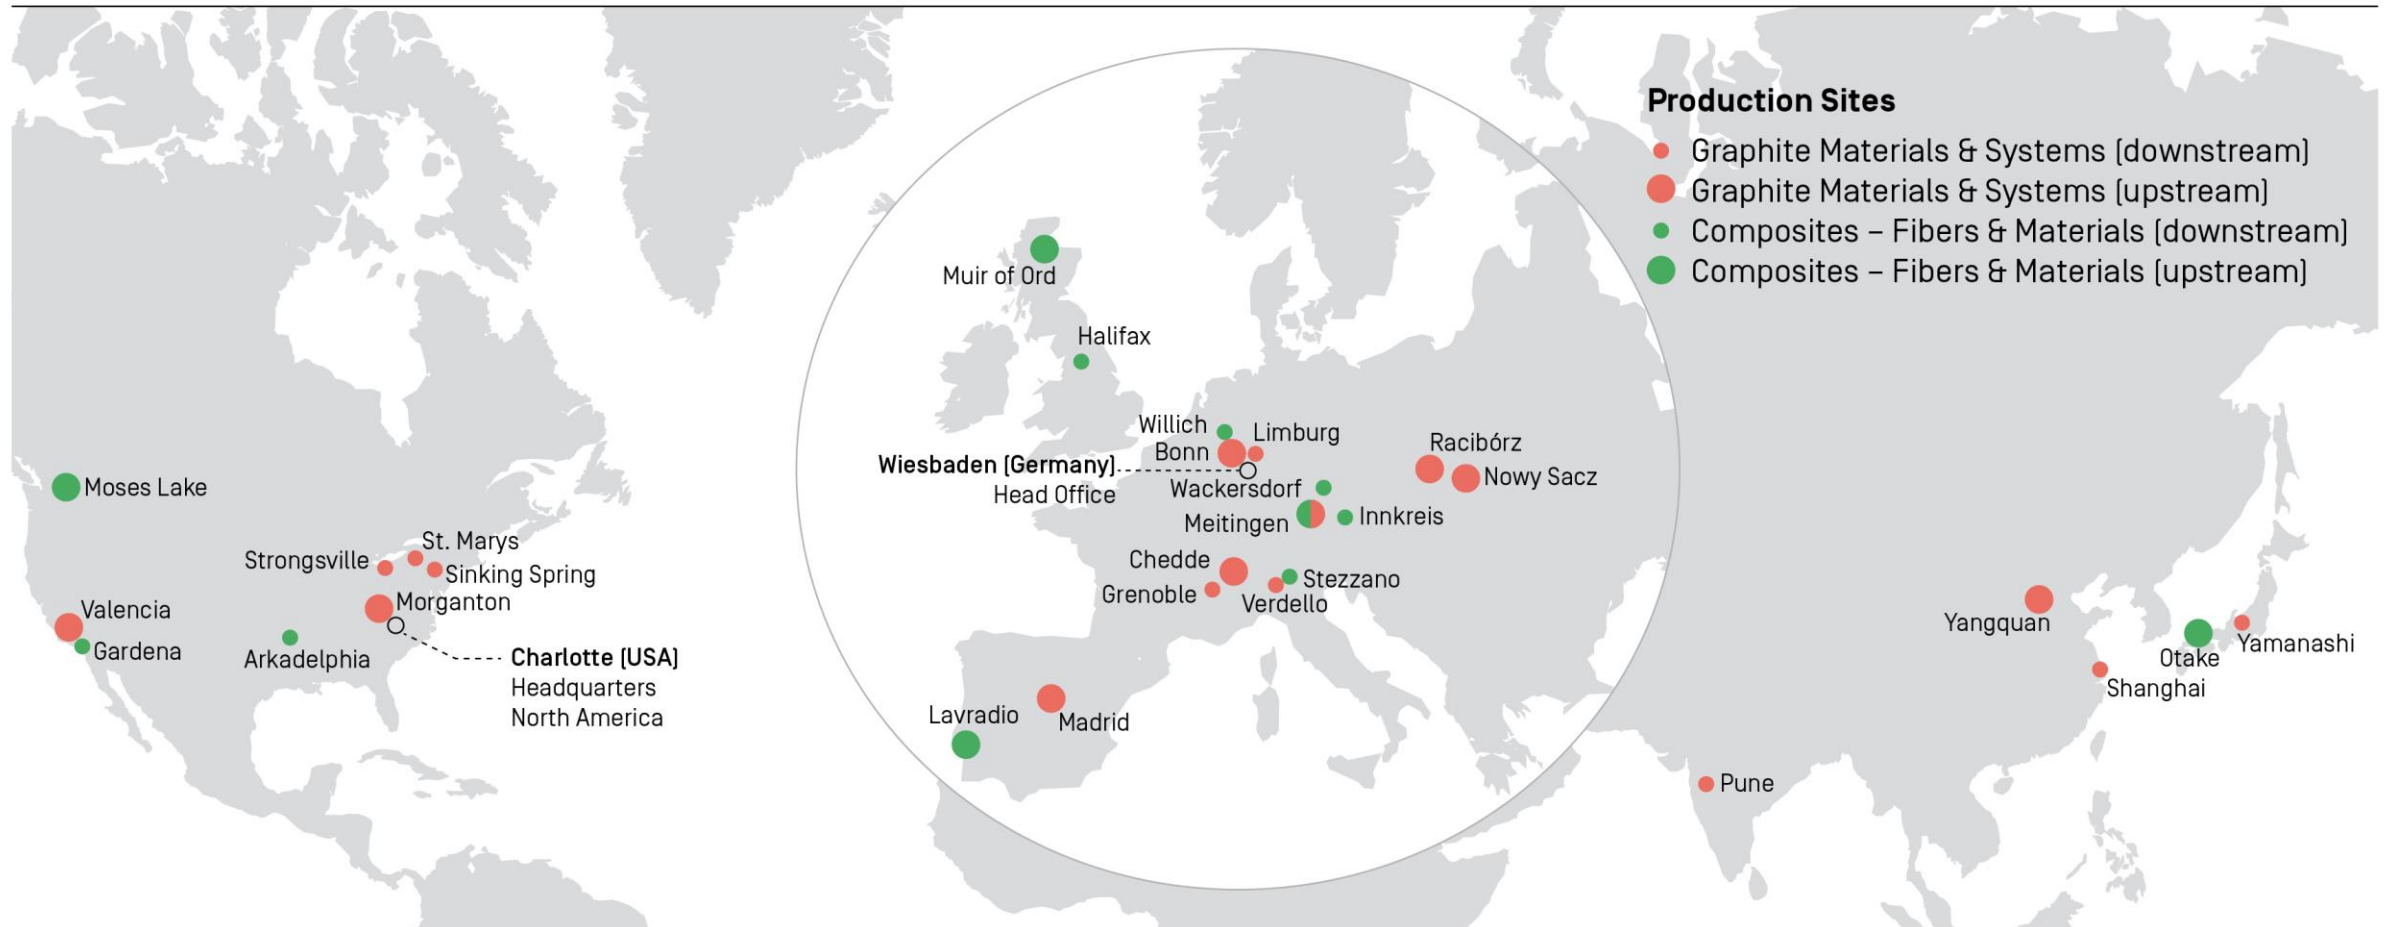 Production Sites
Graphite Materials & Systems (downstream)
Graphite Materials & Systems (upstream)
Composites – Fibers & Materials (downstream)
Composites – Fibers & Materials (upstream)
Moses Lake
Strongsville
St. Marys
Sinking Spring
Valencia
Morganton
Gardena
Arkadelphia
Charlotte (USA)
Headquarters
North America
Muir of Ord
Halifax
Willich
Limburg
Bonn
Wiesbaden (Germany)
Head Office
Racibórz
Nowy Sacz
Wackersdorf
Meitingen
Innkreis
Chedde
Stezzano
Grenoble
Verdello
Lavradio
Madrid
Yangquan
Otake
Yamanashi
Shanghai
Pune